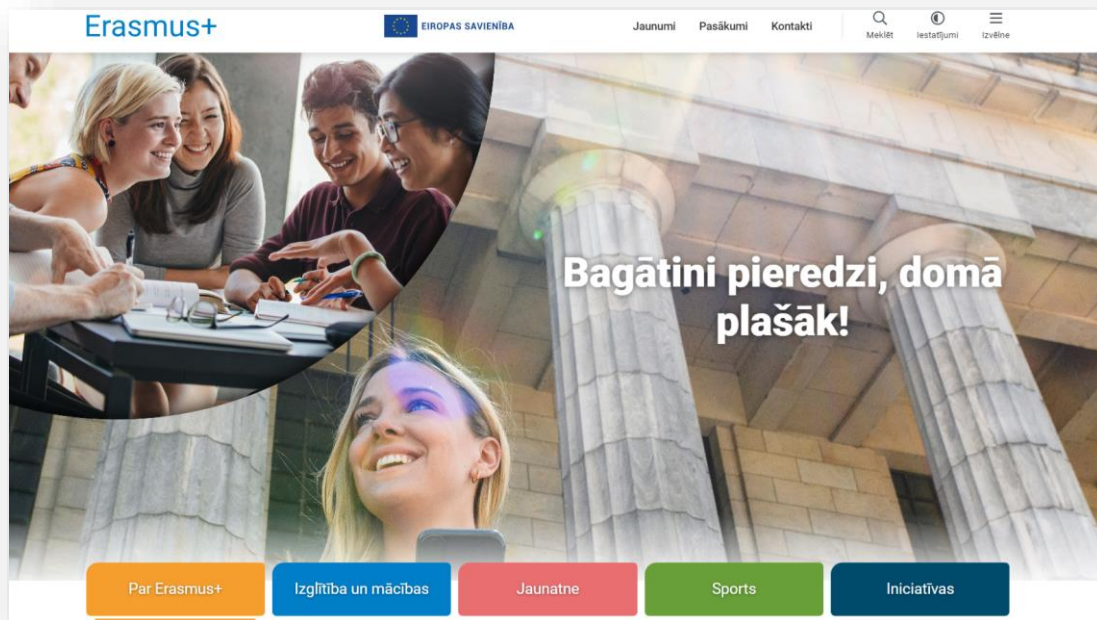 Erasmus+
EIROPAS SAVIENĪBA
Jaunumi
Pasākumi
Kontakti
Meklēt
Iestatījumi
Izvēlne
Bagātini pieredzi, domā
plašāk!
Par Erasmus+
Izglītība un mācības
Jaunatne
Sports
Iniciatīvas